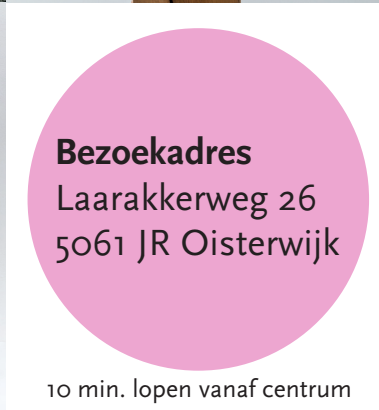 Bezoekadres
Laarakkerweg 26
5061 JR Oisterwijk
10 min. lopen vanaf centrum